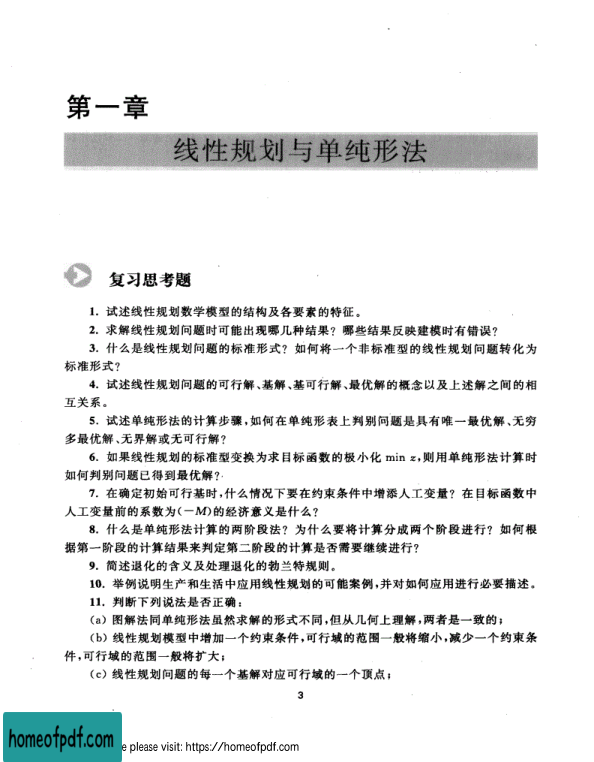 第一章
线性规划与单纯形法
复习思考题
1. 试述线性规划数学模型的结构及各要素的特征。
2. 求解线性规划问题时可能出现哪几种结果? 哪些结果反映建模时有错误?
3. 什么是线性规划问题的标准形式? 如何将一个非标准型的线性规划问题转化为
标准形式?
4. 试述线性规划问题的可行解、基解、基可行解、最优解的概念以及上述解之间的相
互关系。
5. 试述单纯形法的计算步骤,如何在单纯形表上判别问题是具有唯一最优解、无穷
多最优解、无界解或无可行解?
6. 如果线性规划的标准型变换为求目标函数的极小化 min z,则用单纯形法计算时
如何判别问题已得到最优解?
7. 在确定初始可行基时,什么情况下要在约束条件中增添人工变量? 在目标函数中
人工变量前的系数为(-M)的经济意义是什么?
8. 什么是单纯形法计算的两阶段法? 为什么要将计算分成两个阶段进行? 如何根
据第一阶段的计算结果来判定第二阶段的计算是否需要继续进行?
9. 简述退化的含义及处理退化的勃兰特规则。
10. 举例说明生产和生活中应用线性规划的可能案例,并对如何应用进行必要描述。
11. 判断下列说法是否正确:
(a) 图解法同单纯形法虽然求解的形式不同,但从几何上理解,两者是一致的;
(b) 线性规划模型中增加一个约束条件,可行域的范围一般将缩小,减少一个约束条
件,可行域的范围一般将扩大;
(c) 线性规划问题的每一个基解对应可行域的一个顶点;
3
homeofpdf.com
e please visit: https://homeofpdf.com